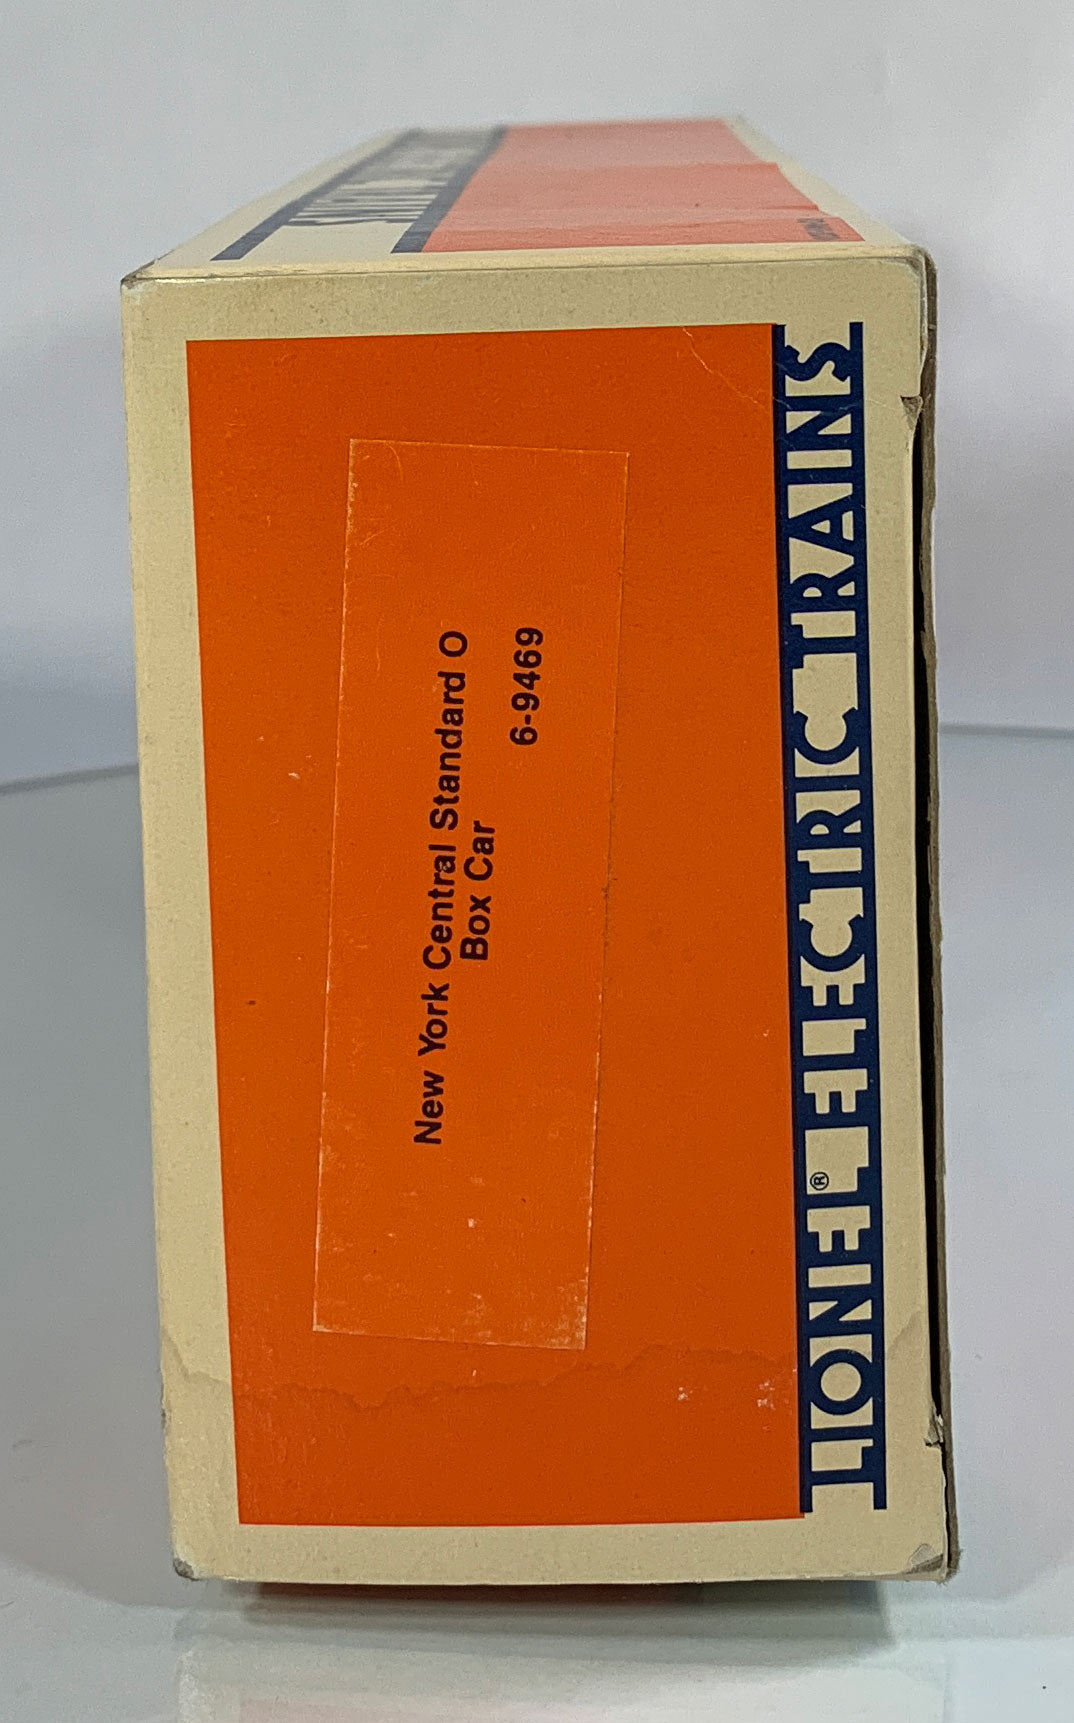 New York Central Standard O
Box Car
6-9469
LIONEL® ELECTRIC TRAINS